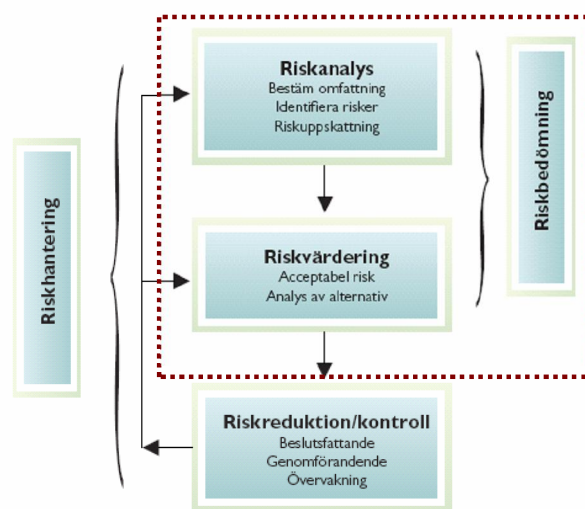 Riskhantering
Riskanalys
Bestäm omfattning
Identifiera risker
Riskuppskattning
Riskvärdering
Acceptabel risk
Analys av alternativ
Riskbedömning
Riskreduktion/kontroll
Beslutsfattande
Genomförandende
Övervakning